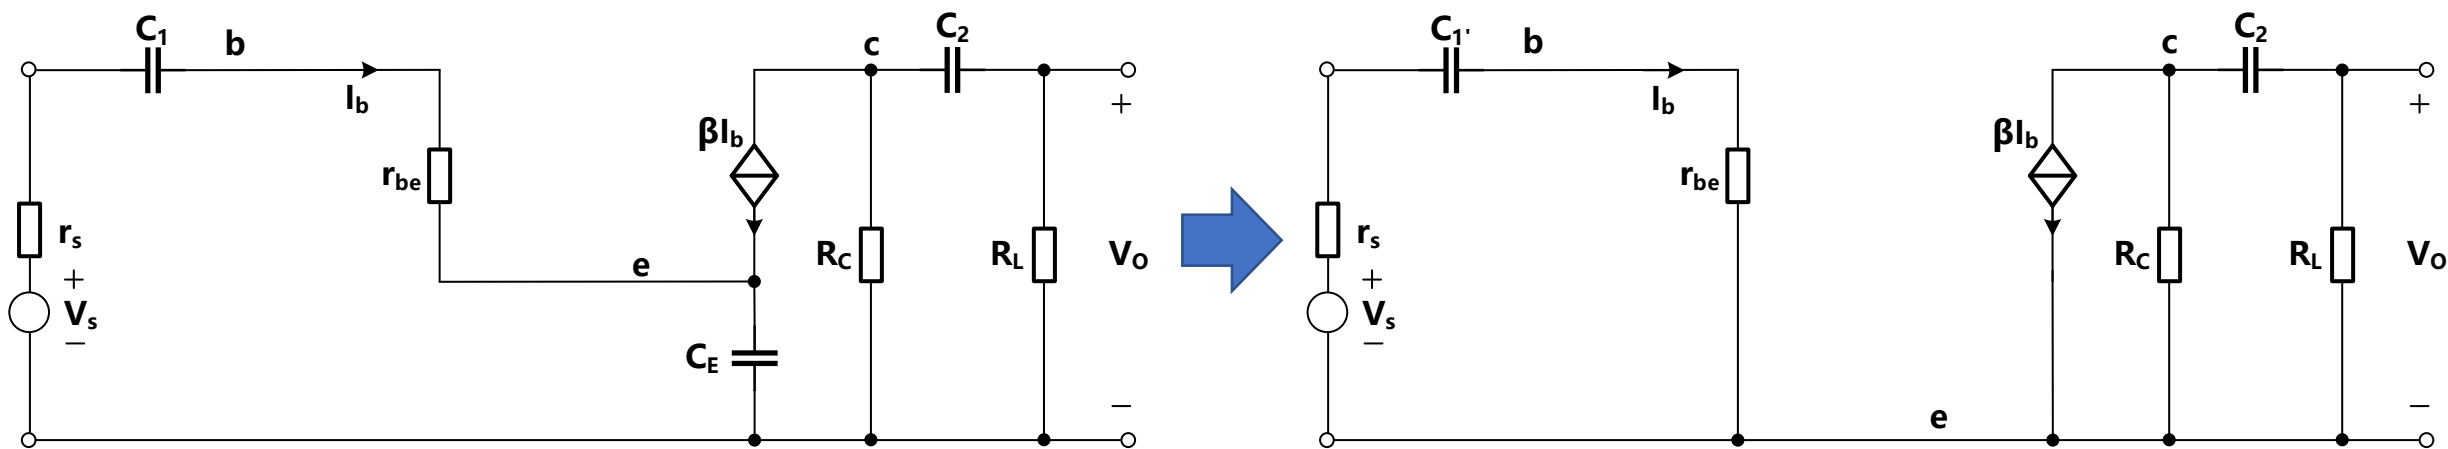 C1
b
Ib
rbe
rs
+
Vs
−
e
βIb
CE
c
C2
RC
RL
+
VO
−
C1'
b
Ib
rbe
rs
+
Vs
−
e
βIb
c
C2
RC
RL
+
VO
−